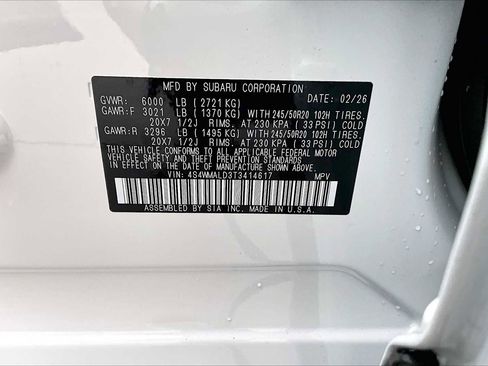 MFD BY SUBARU CORPORATION DATE: 02/26
GVWR: 6000 LB (2721 KG)
GAWR:F 3021 LB (1370 KG) WITH 245/50R20 102H TIRES,
20X7 1/2J RIMS. AT 230 KPA (33 PSI) COLD
GAWR:R 3296 LB (1495 KG) WITH 245/50R20 102H TIRES,
20X7 1/2J RIMS. AT 230 KPA (33 PSI) COLD
THIS VEHICLE CONFORMS TO ALL APPLICABLE FEDERAL MOTOR
VEHICLE SAFETY, BUMPER, AND THEFT PREVENTION STANDARDS
IN EFFECT ON THE DATE OF MANUFACTURE SHOWN ABOVE.
VIN: 4S4WMALD3T3414617 MPV
ASSEMBLED BY SIA INC. MADE IN U.S.A.